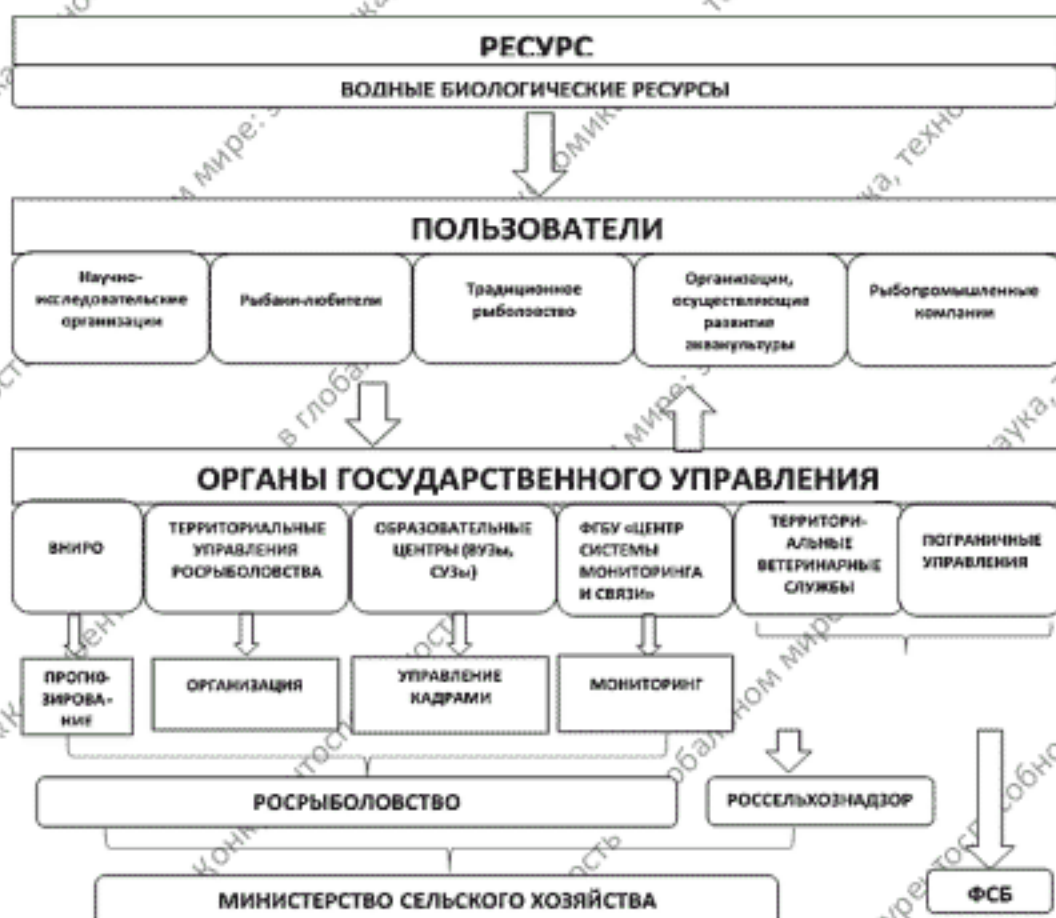 РЕСУРС
ВОДНЫЕ БИОЛОГИЧЕСКИЕ РЕСУРСЫ
ПОЛЬЗОВАТЕЛИ
Научно-
исследовательские
организации
Рыбаки-любители
Традиционное
рыболовство
Организации,
осуществляющие
развитие
аквакультуры
Рыбопромышленные
компании
ОРГАНЫ ГОСУДАРСТВЕННОГО УПРАВЛЕНИЯ
ВНИРО
ТЕРРИТОРИАЛЬНЫЕ
УПРАВЛЕНИЯ
РОСРЫБОЛОВСТВА
ОБРАЗОВАТЕЛЬНЫЕ
ЦЕНТРЫ (ВУЗы,
СУЗы)
ФГБУ «ЦЕНТР
СИСТЕМЫ
МОНИТОРИНГА
И СВЯЗИ»
ТЕРРИТОРИ-
АЛЬНЫЕ
ВЕТЕРИНАРНЫЕ
СЛУЖБЫ
ПОГРАНИЧНЫЕ
УПРАВЛЕНИЯ
ПРОГНО-
ЗИРОВА-
НИЕ
ОРГАНИЗАЦИЯ
УПРАВЛЕНИЕ
КАДРАМИ
МОНИТОРИНГ
РОСРЫБОЛОВСТВО
РОССЕЛЬХОЗНАДЗОР
МИНИСТЕРСТВО СЕЛЬСКОГО ХОЗЯЙСТВА
ФСБ